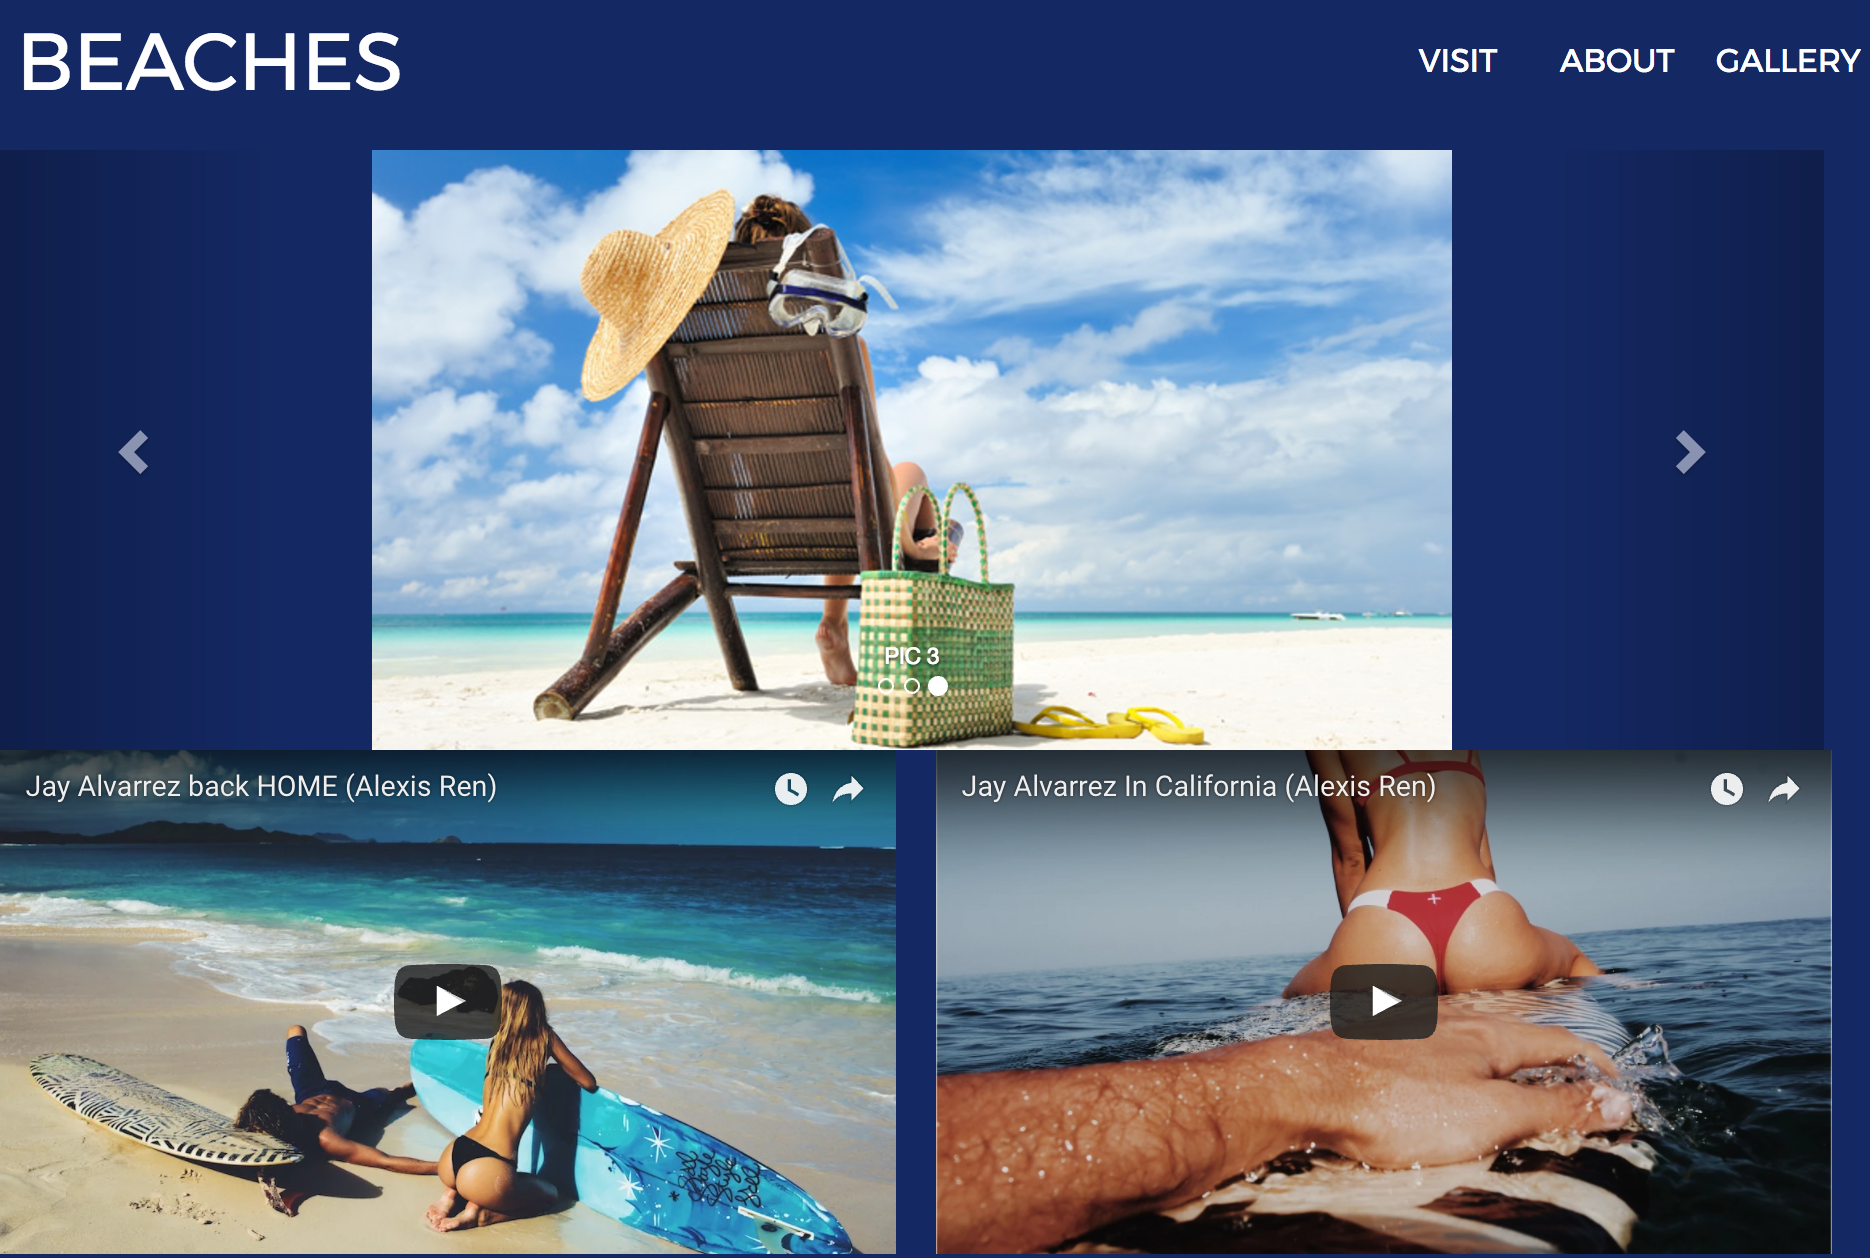 BEACHES
VISIT ABOUT GALLERY
PIC 3
Jay Alvarrez back HOME (Alexis Ren)
Jay Alvarrez In California (Alexis Ren)